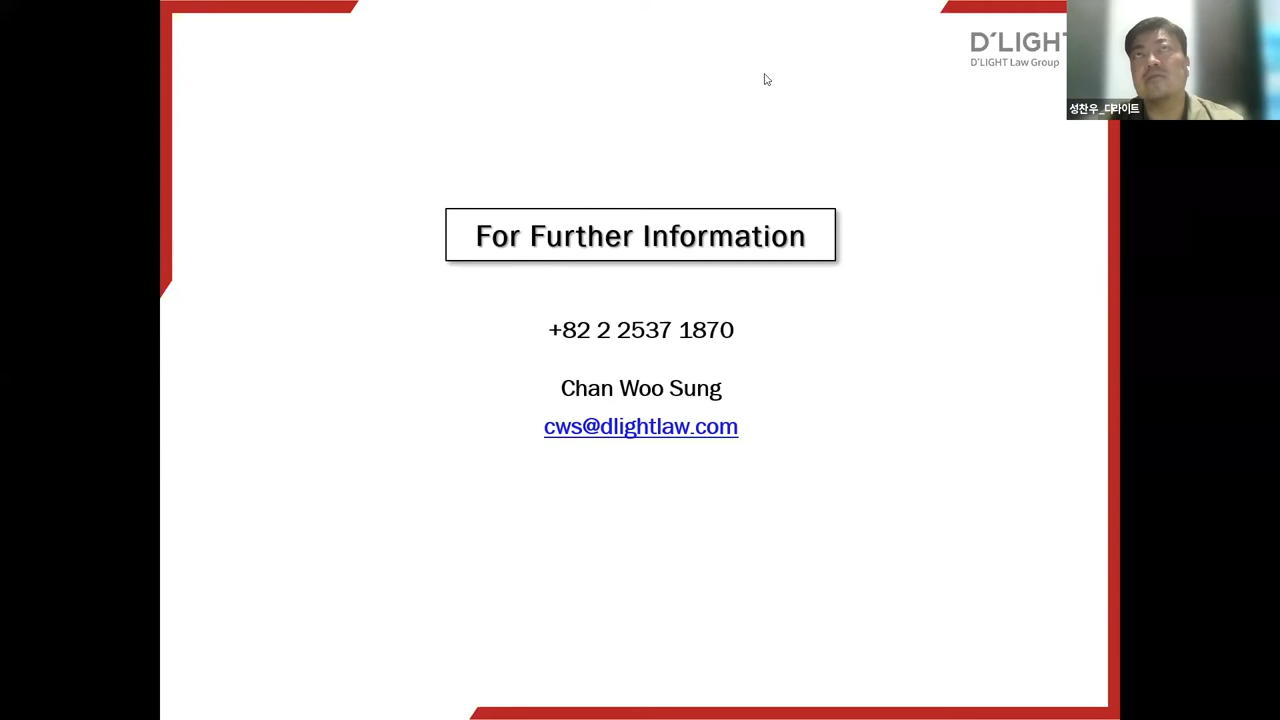 D'LIGHT
D'LIGHT Law Group
성찬우_디라이트
For Further Information
+82 2 2537 1870
Chan Woo Sung
cws@dlightlaw.com